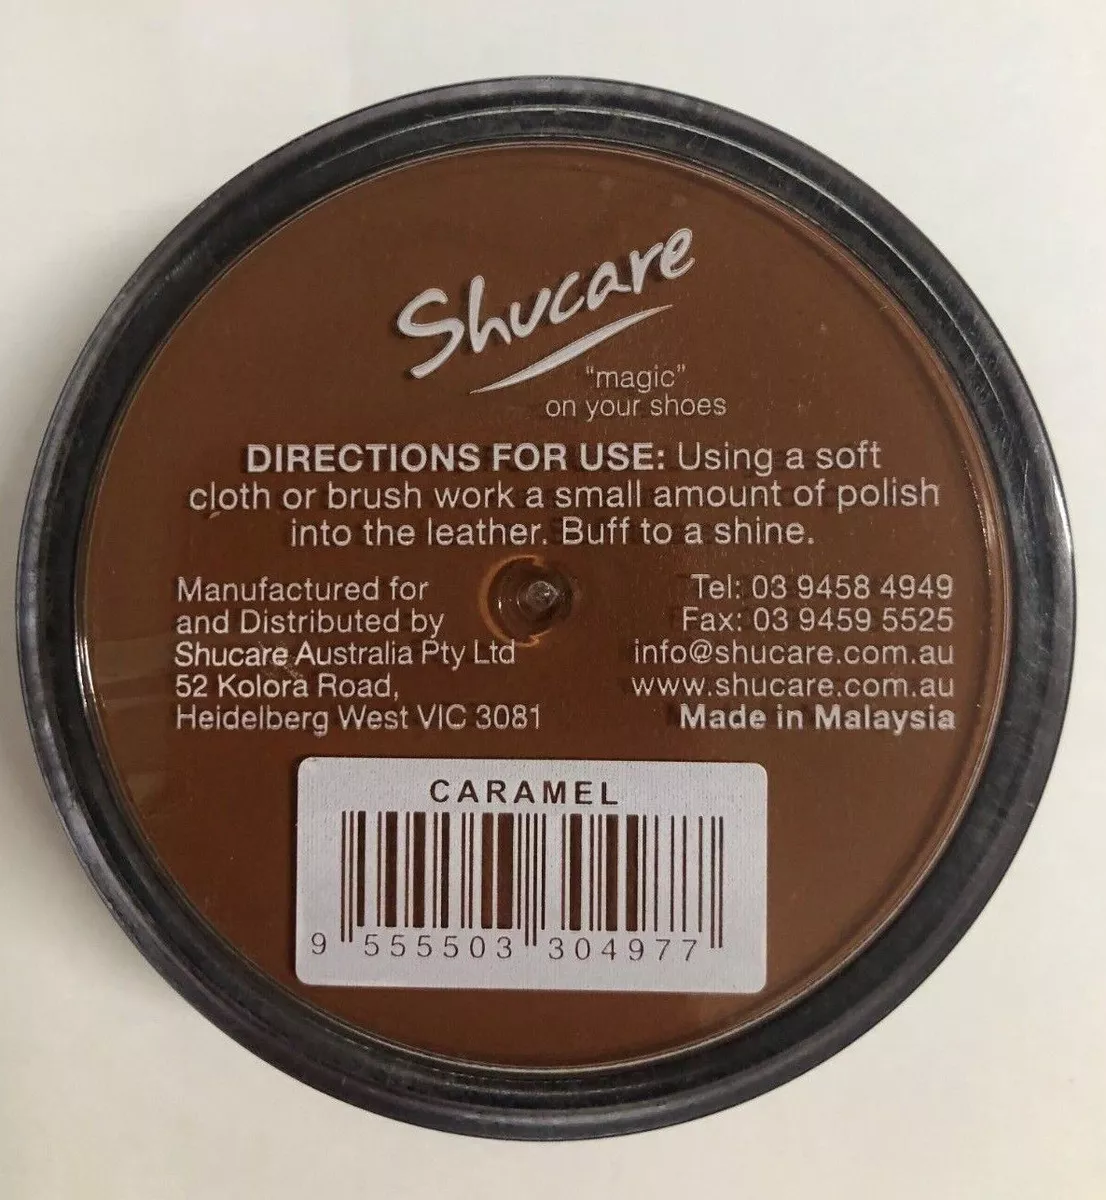 Shucare
"magic"
on your shoes
DIRECTIONS FOR USE: Using a soft
cloth or brush work a small amount of polish
into the leather. Buff to a shine.
Manufactured for
and Distributed by
Shucare Australia Pty Ltd
52 Kolora Road,
Heidelberg West VIC 3081
Tel: 03 9458 4949
Fax: 03 9459 5525
info@shucare.com.au
www.shucare.com.au
Made in Malaysia
CARAMEL
9 555503 304977